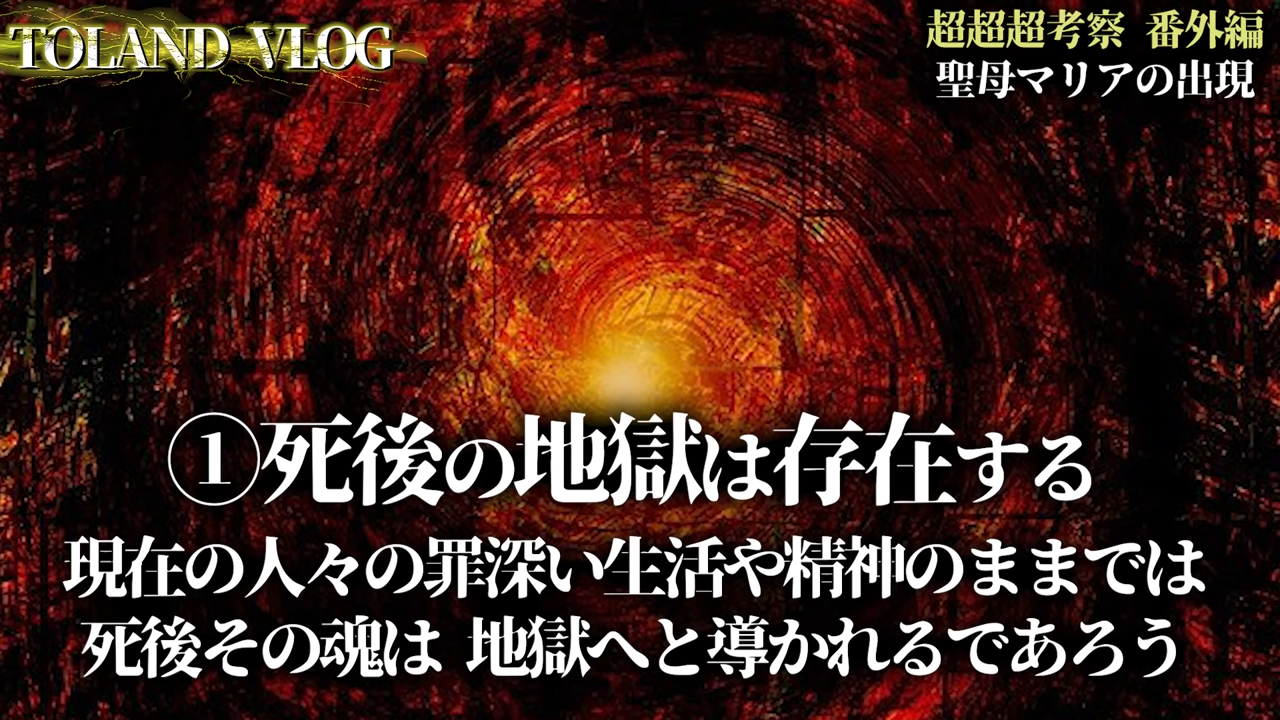 TOLAND VLOG
超超超考察 番外編
聖母マリアの出現
①死後の地獄は存在する
現在の人々の罪深い生活や精神のままでは
死後その魂は 地獄へと導かれるであろう